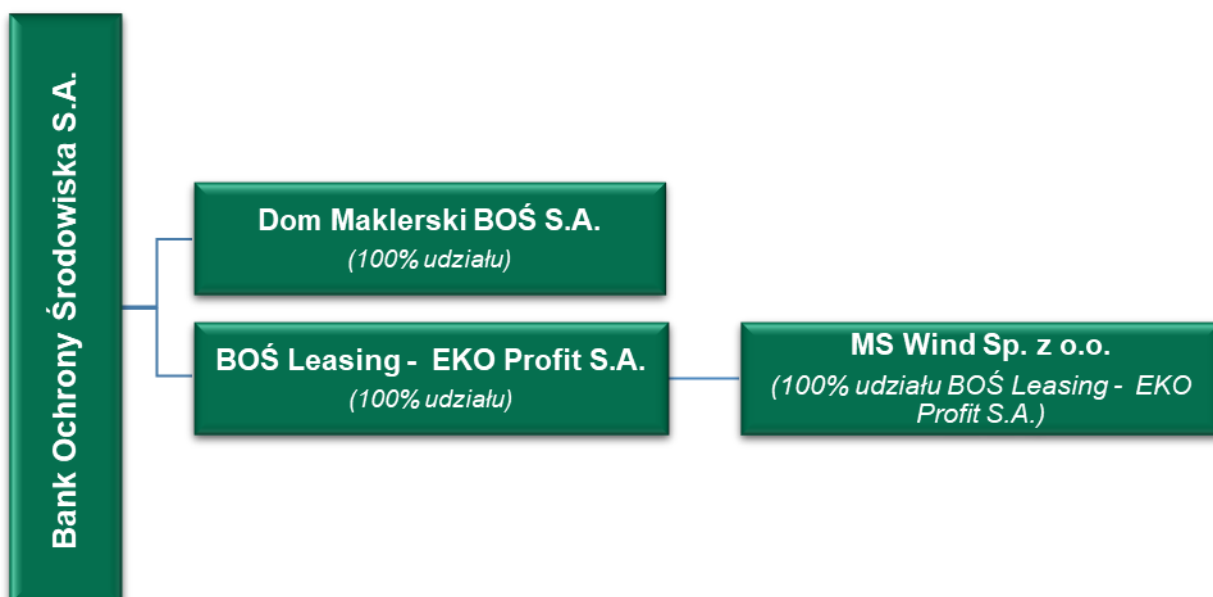 Bank Ochrony Środowiska S.A.
Dom Maklerski BOŚ S.A.
(100% udziału)
BOŚ Leasing - EKO Profit S.A.
(100% udziału)
MS Wind Sp. z o.o.
(100% udziału BOŚ Leasing - EKO
Profit S.A.)